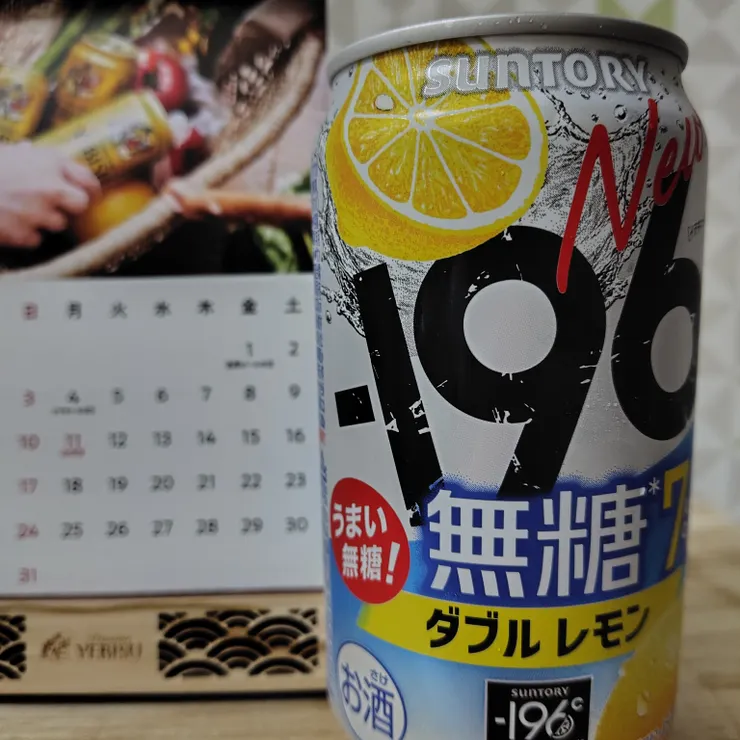 日 月 火 水 木 金 土
1 2
3 4 5 6 7 8 9
10 11 12 13 14 15 16
17 18 19 20 21 22 23
24 25 26 27 28 29 30
31
YEBISU
SUNTORY
New
-196
無糖* 7
うまい
無糖!
ダブルレモン
さけ
お酒
SUNTORY
-196℃